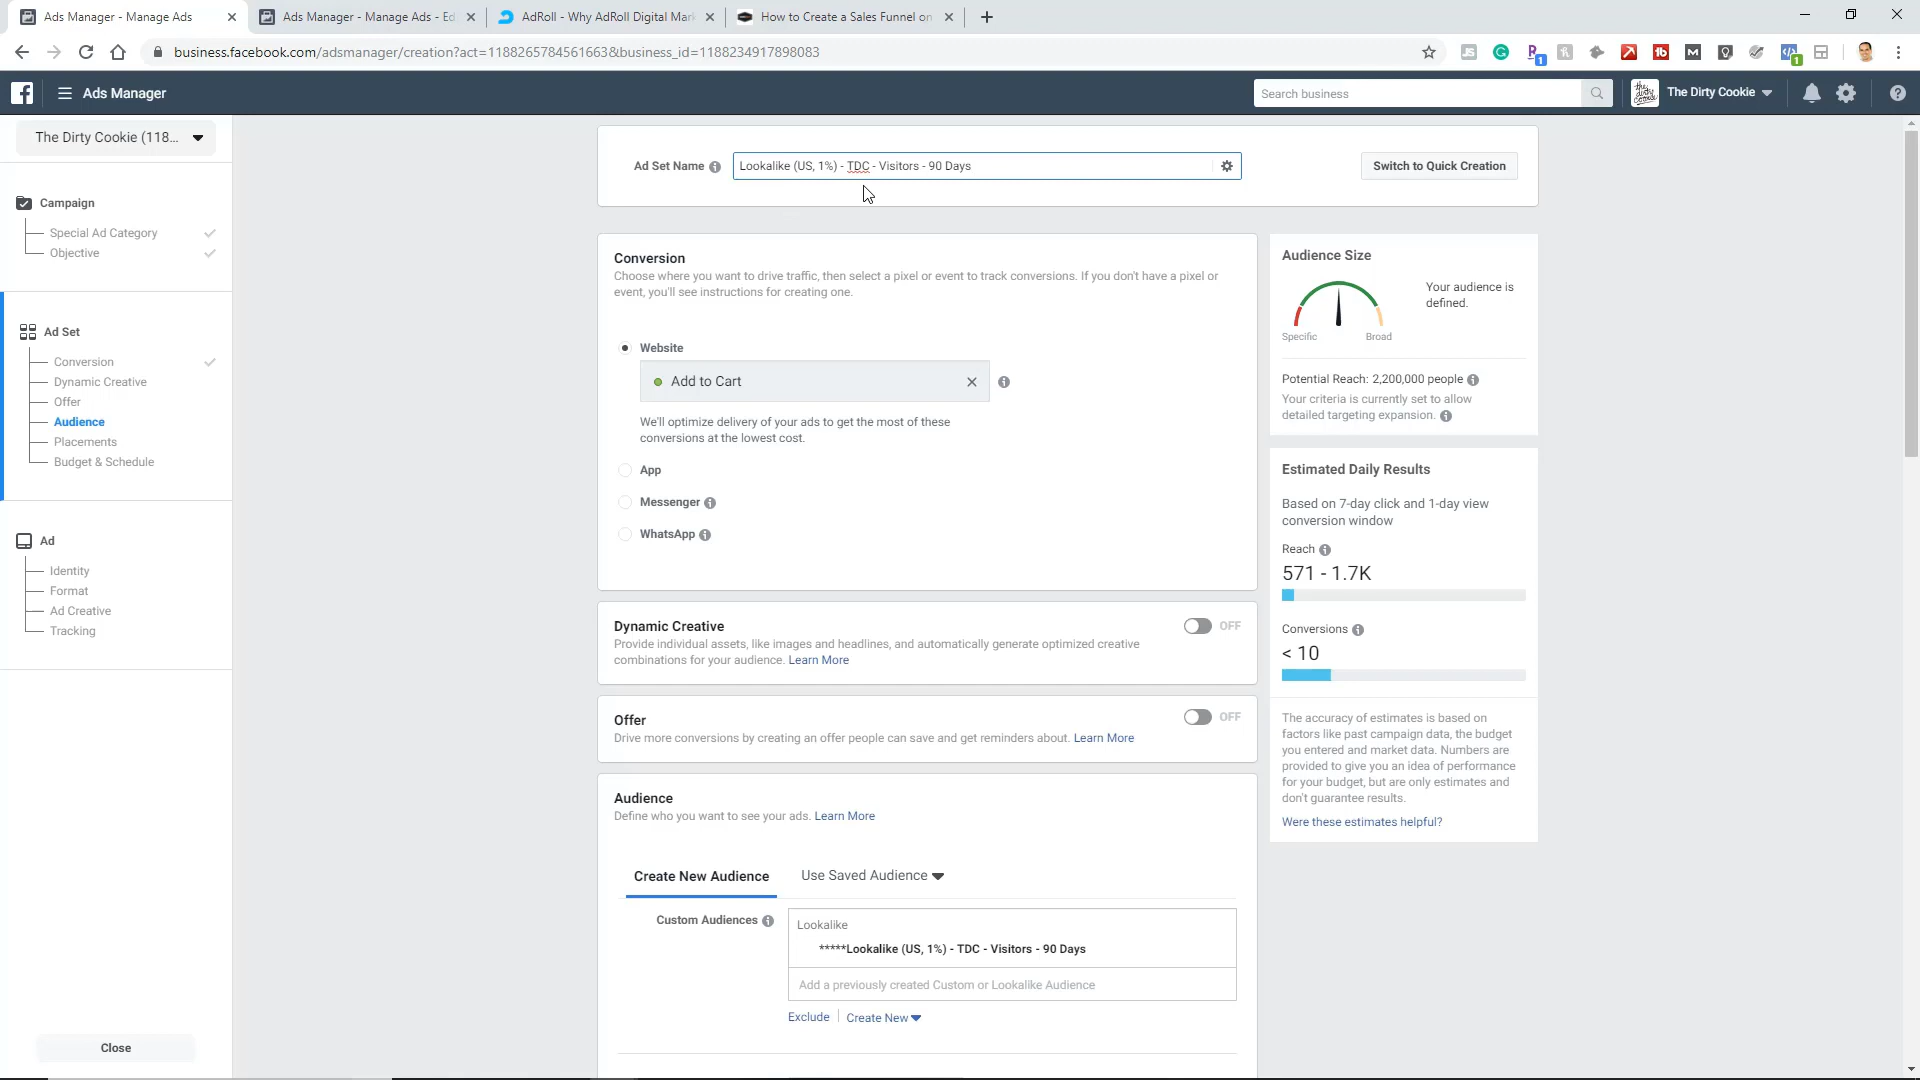 Ads Manager - Manage Ads
Ads Manager - Manage Ads - Ed
AdRoll - Why AdRoll Digital Mar
How to Create a Sales Funnel on
business.facebook.com/adsmanager/creation?act=1188265784561663&business_id=1188234917898083
Ads Manager
Search business
The Dirty Cookie
The Dirty Cookie (118...
Campaign
Special Ad Category
Objective
Ad Set
Conversion
Dynamic Creative
Offer
Audience
Placements
Budget & Schedule
Ad
Identity
Format
Ad Creative
Tracking
Close
Ad Set Name
Lookalike (US, 1%) - TDC - Visitors - 90 Days
Switch to Quick Creation
Conversion
Choose where you want to drive traffic, then select a pixel or event to track conversions. If you don't have a pixel or
event, you'll see instructions for creating one.
Website
Add to Cart
We'll optimize delivery of your ads to get the most of these
conversions at the lowest cost.
App
Messenger
WhatsApp
Dynamic Creative
OFF
Provide individual assets, like images and headlines, and automatically generate optimized creative
combinations for your audience. Learn More
Offer
OFF
Drive more conversions by creating an offer people can save and get reminders about. Learn More
Audience
Define who you want to see your ads. Learn More
Create New Audience
Use Saved Audience
Custom Audiences
Lookalike
*****Lookalike (US, 1%) - TDC - Visitors - 90 Days
Add a previously created Custom or Lookalike Audience
Exclude
Create New
Audience Size
Your audience is
defined.
Specific
Broad
Potential Reach: 2,200,000 people
Your criteria is currently set to allow
detailed targeting expansion.
Estimated Daily Results
Based on 7-day click and 1-day view
conversion window
Reach
571 - 1.7K
Conversions
< 10
The accuracy of estimates is based on
factors like past campaign data, the budget
you entered and market data. Numbers are
provided to give you an idea of performance
for your budget, but are only estimates and
don't guarantee results.
Were these estimates helpful?